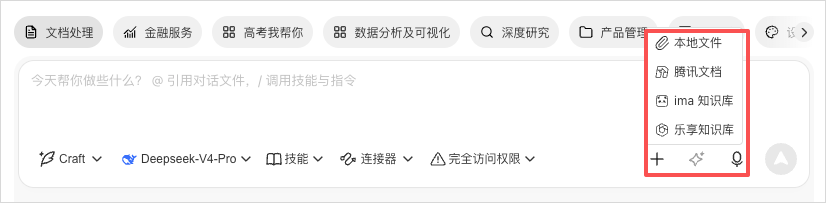 文档处理 金融服务 高考我帮你 数据分析及可视化 深度研究 产品管理
本地文件
腾讯文档
今天帮你做些什么？ @ 引用对话文件，/ 调用技能与指令
ima 知识库
乐享知识库
Craft Deepseek-V4-Pro 技能 连接器 完全访问权限